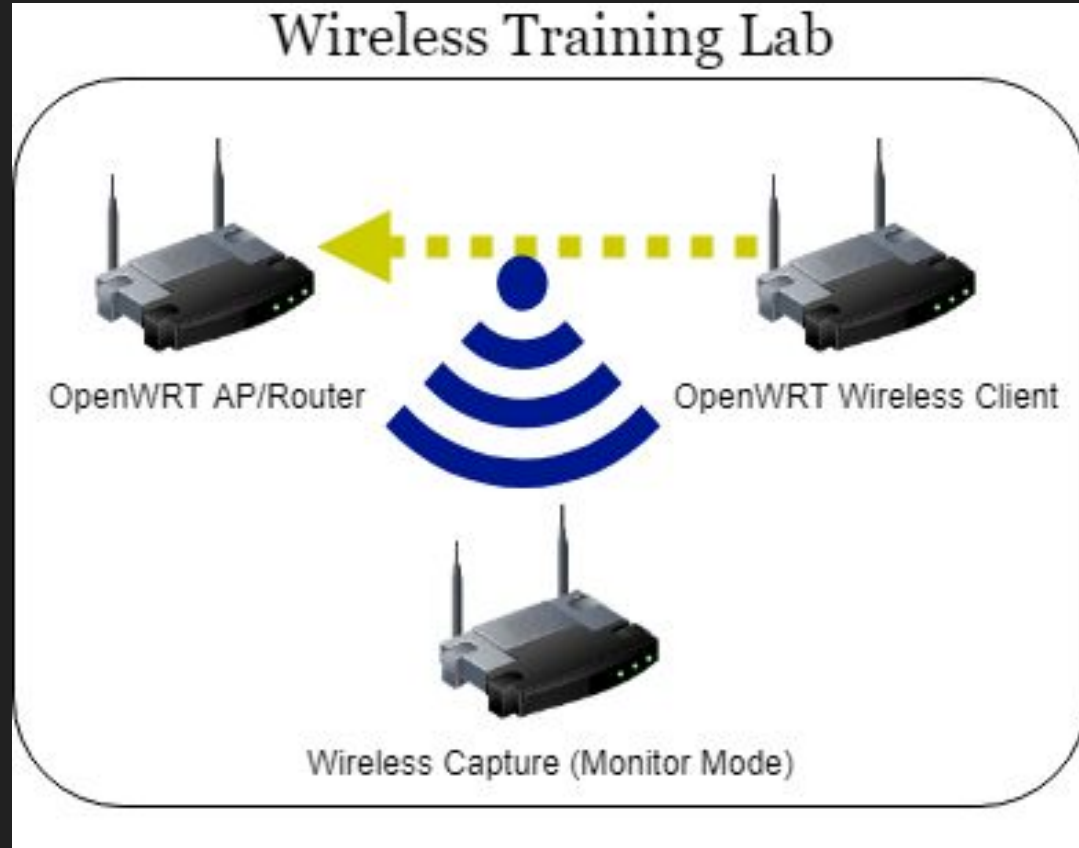 Wireless Training Lab
OpenWRT AP/Router
OpenWRT Wireless Client
Wireless Capture (Monitor Mode)